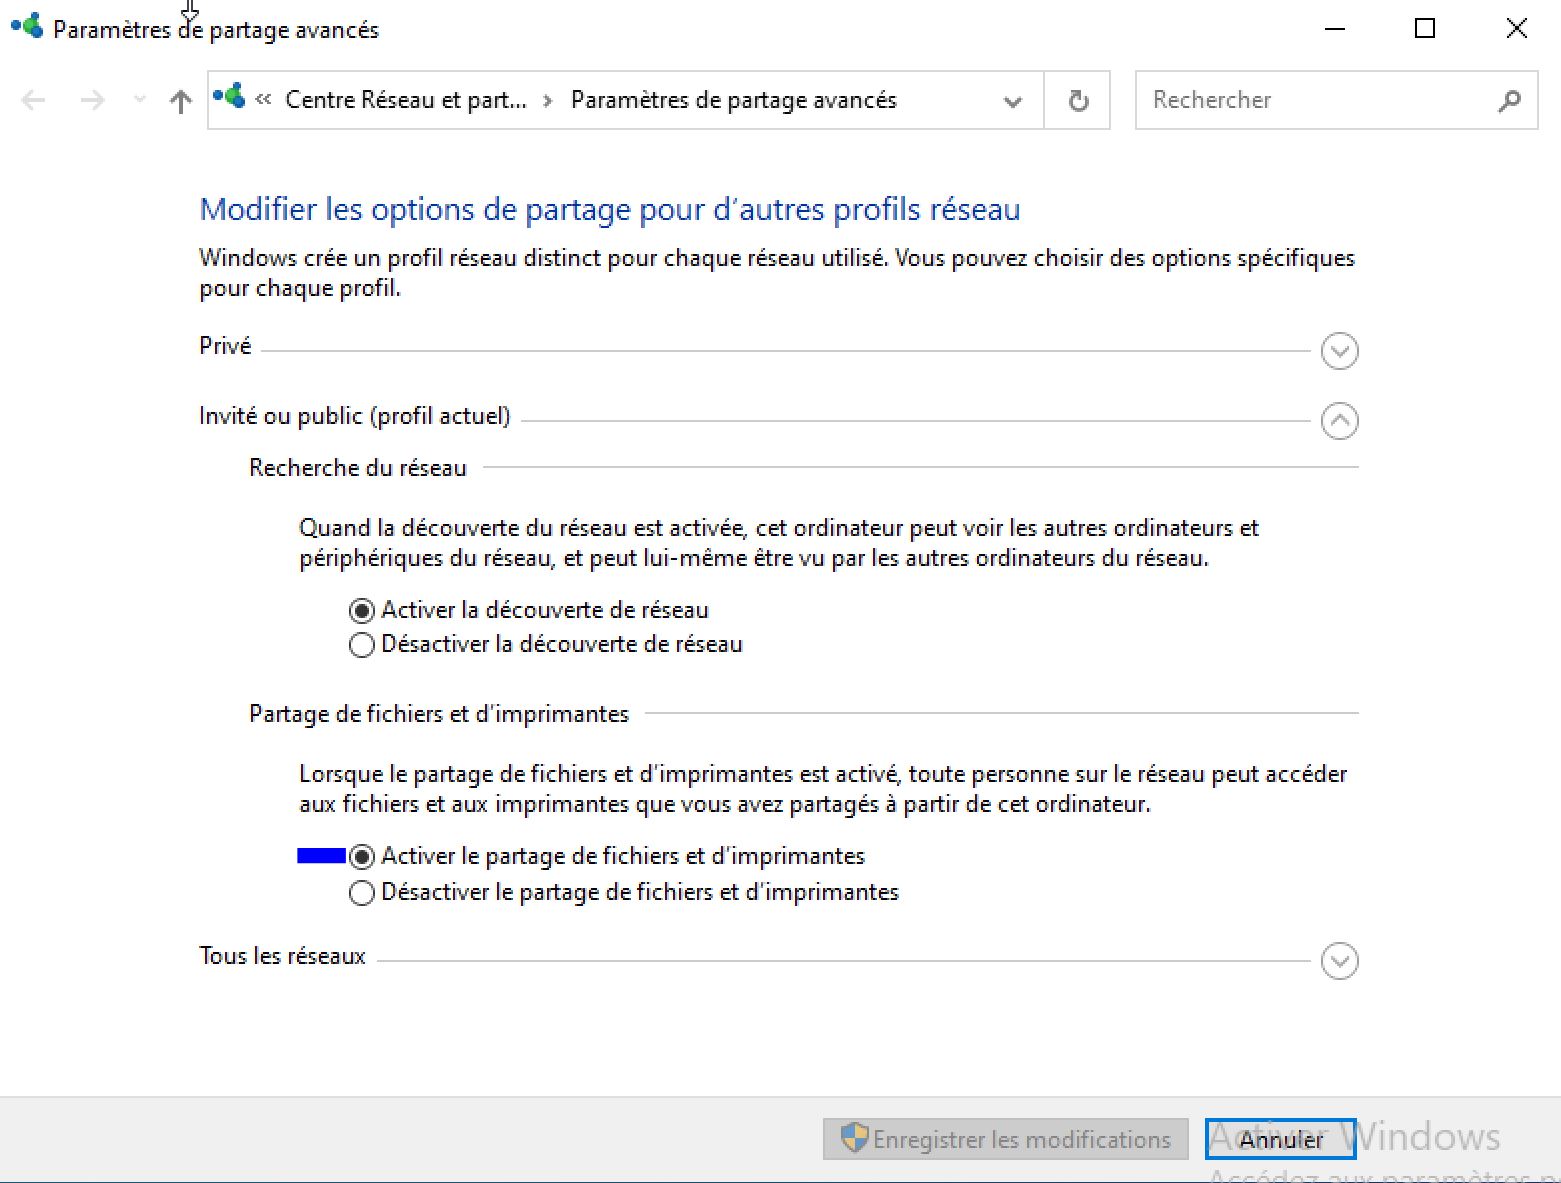 Paramètres de partage avancés
« Centre Réseau et part... › Paramètres de partage avancés
Rechercher
Modifier les options de partage pour d’autres profils réseau
Windows crée un profil réseau distinct pour chaque réseau utilisé. Vous pouvez choisir des options spécifiques
pour chaque profil.
Privé
Invité ou public (profil actuel)
Recherche du réseau
Quand la découverte du réseau est activée, cet ordinateur peut voir les autres ordinateurs et
périphériques du réseau, et peut lui-même être vu par les autres ordinateurs du réseau.
Activer la découverte de réseau
Désactiver la découverte de réseau
Partage de fichiers et d’imprimantes
Lorsque le partage de fichiers et d’imprimantes est activé, toute personne sur le réseau peut accéder
aux fichiers et aux imprimantes que vous avez partagés à partir de cet ordinateur.
Activer le partage de fichiers et d’imprimantes
Désactiver le partage de fichiers et d’imprimantes
Tous les réseaux
Enregistrer les modifications
Annuler
Activer Windows
Accédez aux paramètres